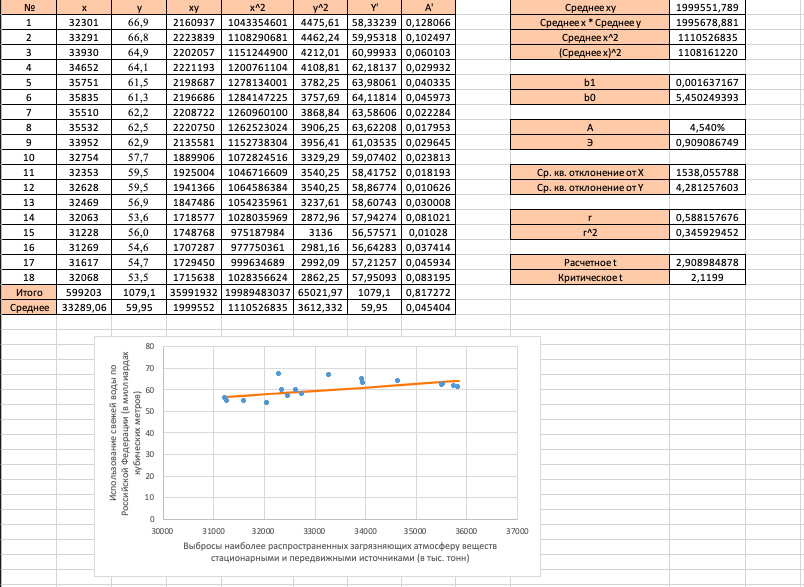 № x y xy x^2 y^2 Y' A'
1 32301 66,9 2160937 1043354601 4475,61 58,33239 0,128066
2 33291 66,8 2223839 1108290681 4462,24 59,95318 0,102497
3 33930 64,9 2202057 1151244900 4212,01 60,99933 0,060103
4 34652 64,1 2221193 1200761104 4108,81 62,18137 0,029932
5 35751 61,5 2198687 1278134001 3782,25 63,98061 0,040335
6 35835 61,3 2196686 1284147225 3757,69 64,11814 0,045973
7 35510 62,2 2208722 1260960100 3868,84 63,58606 0,022284
8 35532 62,5 2220750 1262523024 3906,25 63,62208 0,017953
9 33952 62,9 2135581 1152738304 3956,41 61,03535 0,029645
10 32754 57,7 1889906 1072824516 3329,29 59,07402 0,023813
11 32353 59,5 1925004 1046716609 3540,25 58,41752 0,018193
12 32628 59,5 1941366 1064586384 3540,25 58,86774 0,010626
13 32469 56,9 1847486 1054235961 3237,61 58,60743 0,030008
14 32063 53,6 1718577 1028035969 2872,96 57,94274 0,081021
15 31228 56,0 1748768 975187984 3136 56,57571 0,01028
16 31269 54,6 1707287 977750361 2981,16 56,64283 0,037414
17 31617 54,7 1729450 999634689 2992,09 57,21257 0,045934
18 32068 53,5 1715638 1028356624 2862,25 57,95093 0,083195
Итого 599203 1079,1 35991932 19989483037 65021,97 1079,1 0,817272
Среднее 33289,06 59,95 1999552 1110526835 3612,332 59,95 0,045404
Среднее xy 1999551,789
Среднее x * Среднее y 1995678,881
Среднее x^2 1110526835
(Среднее x)^2 1108161220
b1 0,001637167
b0 5,450249393
A 4,540%
Э 0,909086749
Ср. кв. отклонение от X 1538,055788
Ср. кв. отклонение от Y 4,281257603
r 0,588157676
r^2 0,345929452
Расчетное t 2,908984878
Критическое t 2,1199
Использование свежей воды по
Российской Федерации (в миллиардах
кубических метров)
80
70
60
50
40
30
20
10
0
30000 31000 32000 33000 34000 35000 36000 37000
Выбросы наиболее распространенных загрязняющих атмосферу веществ
стационарными и передвижными источниками (в тыс. тонн)